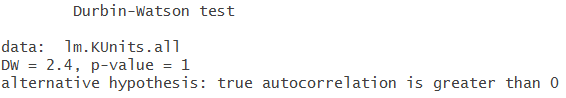 Durbin-Watson test
data:  lm.KUnits.all
DW = 2.4, p-value = 1
alternative hypothesis: true autocorrelation is greater than 0